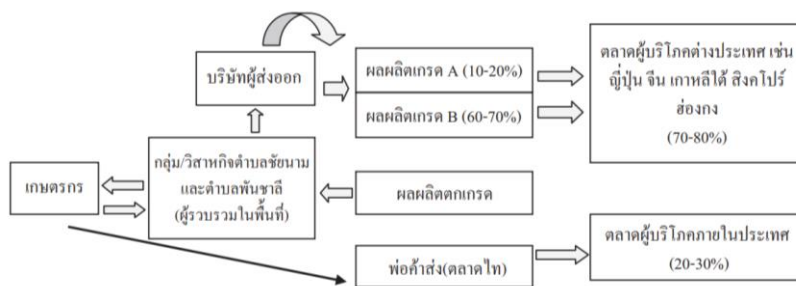 บริษัทผู้ส่งออก
ผลผลิตเกรด A (10-20%)
ผลผลิตเกรด B (60-70%)
ตลาดผู้บริโภคต่างประเทศ เช่น
ญี่ปุ่น จีน เกาหลีใต้ สิงคโปร์
ฮ่องกง
(70-80%)
เกษตรกร
กลุ่ม/วิสาหกิจตำบลชัยนาม
และตำบลพันชาลี
(ผู้รวบรวมในพื้นที่)
ผลผลิตตกเกรด
พ่อค้าส่ง(ตลาดไท)
ตลาดผู้บริโภคภายในประเทศ
(20-30%)